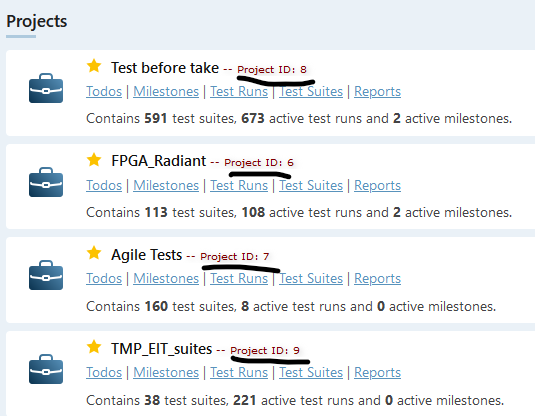 Projects
Test before take -- Project ID: 8
Todos | Milestones | Test Runs | Test Suites | Reports
Contains 591 test suites, 673 active test runs and 2 active milestones.
FPGA_Radiant -- Project ID: 6
Todos | Milestones | Test Runs | Test Suites | Reports
Contains 113 test suites, 108 active test runs and 2 active milestones.
Agile Tests -- Project ID: 7
Todos | Milestones | Test Runs | Test Suites | Reports
Contains 160 test suites, 8 active test runs and 0 active milestones.
TMP_EIT_suites -- Project ID: 9
Todos | Milestones | Test Runs | Test Suites | Reports
Contains 38 test suites, 221 active test runs and 0 active milestones.